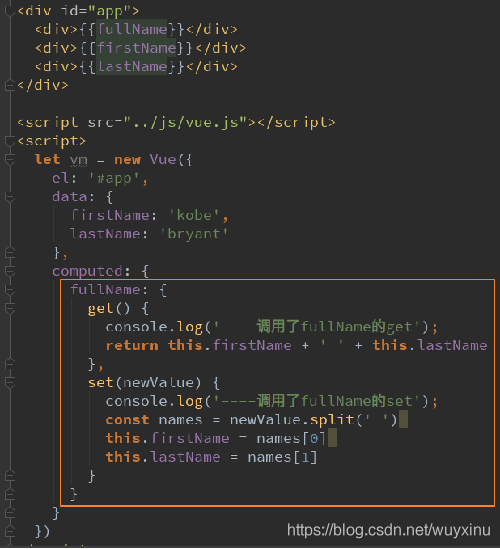 <div id="app">
  <div>{{fullName}}</div>
  <div>{{firstName}}</div>
  <div>{{lastName}}</div>
</div>

<script src="../js/vue.js"></script>
<script>
  let vm = new Vue({
    el: '#app',
    data: {
      firstName: 'kobe',
      lastName: 'bryant'
    },
    computed: {
      fullName: {
        get() {
          console.log('    调用了fullName的get');
          return this.firstName + ' ' + this.lastName
        },
        set(newValue) {
          console.log('----调用了fullName的set');
          const names = newValue.split(' ')
          this.firstName = names[0]
          this.lastName = names[1]
        }
      }
    }
  })
https://blog.csdn.net/wuyxinu